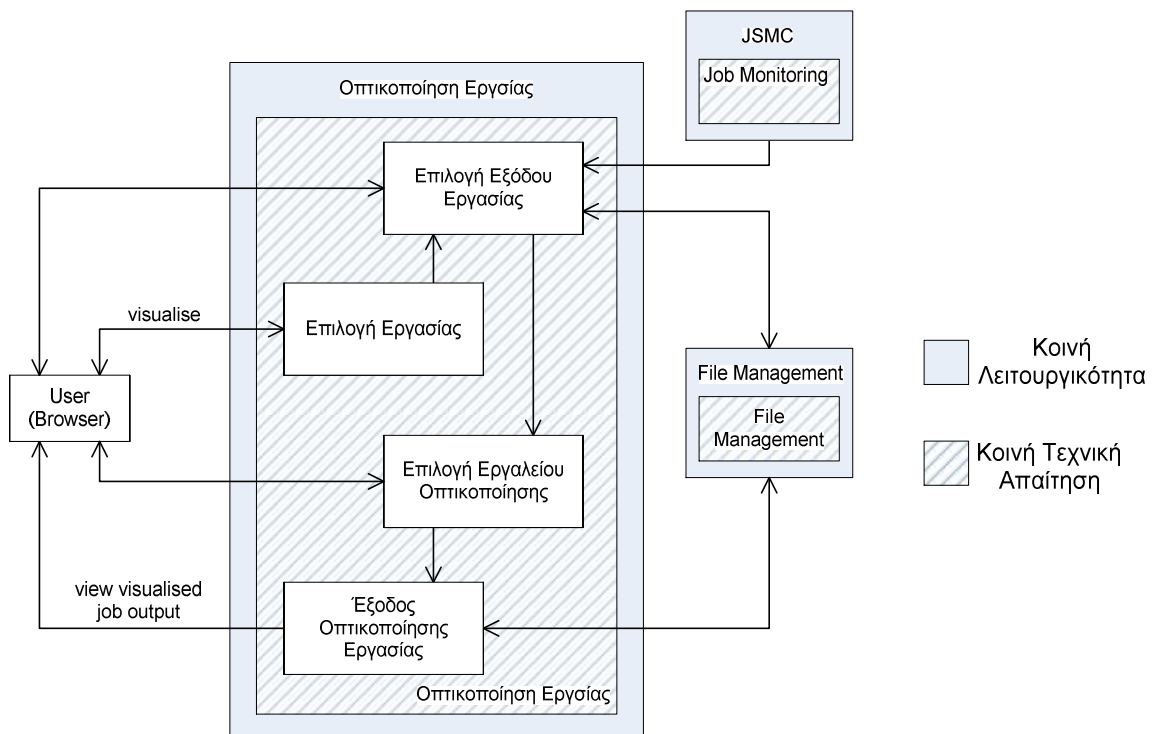 JSMC
Job Monitoring
Οπτικοποίηση Εργσίας
Επιλογή Εξόδου
Εργασίας
visualise
Επιλογή Εργασίας
User
(Browser)
File Management
File
Management
Κοινή
Λειτουργικότητα
Κοινή Τεχνική
Απαίτηση
Επιλογή Εργαλείου
Οπτικοποίησης
view visualised
job output
Έξοδος
Οπτικοποίησης
Εργασίας
Οπτικοποίηση Εργσίας